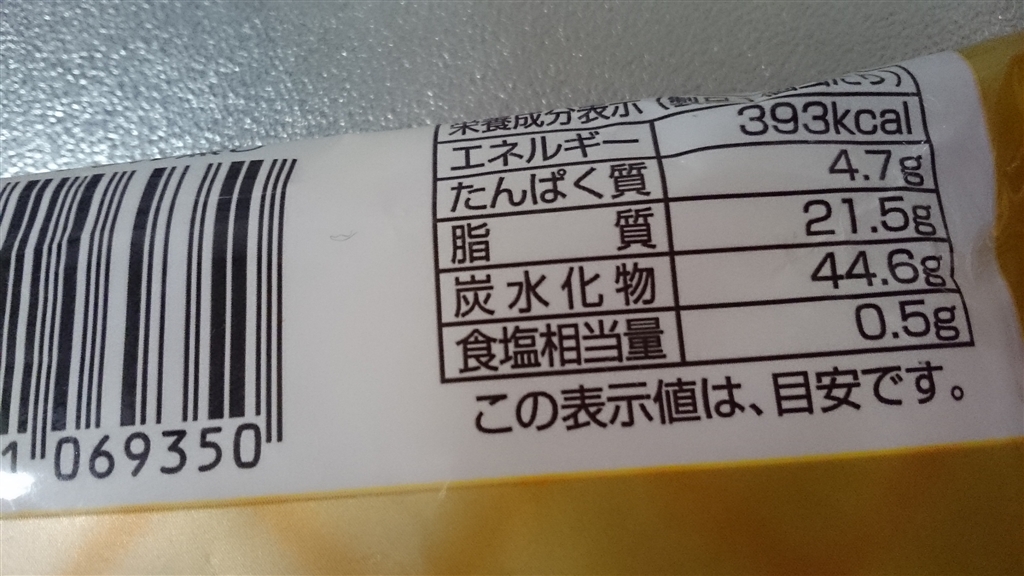 栄養成分表示
エネルギー 393kcal
たんぱく質 4.7g
脂質 21.5g
炭水化物 44.6g
食塩相当量 0.5g
この表示値は、目安です。
1 069350